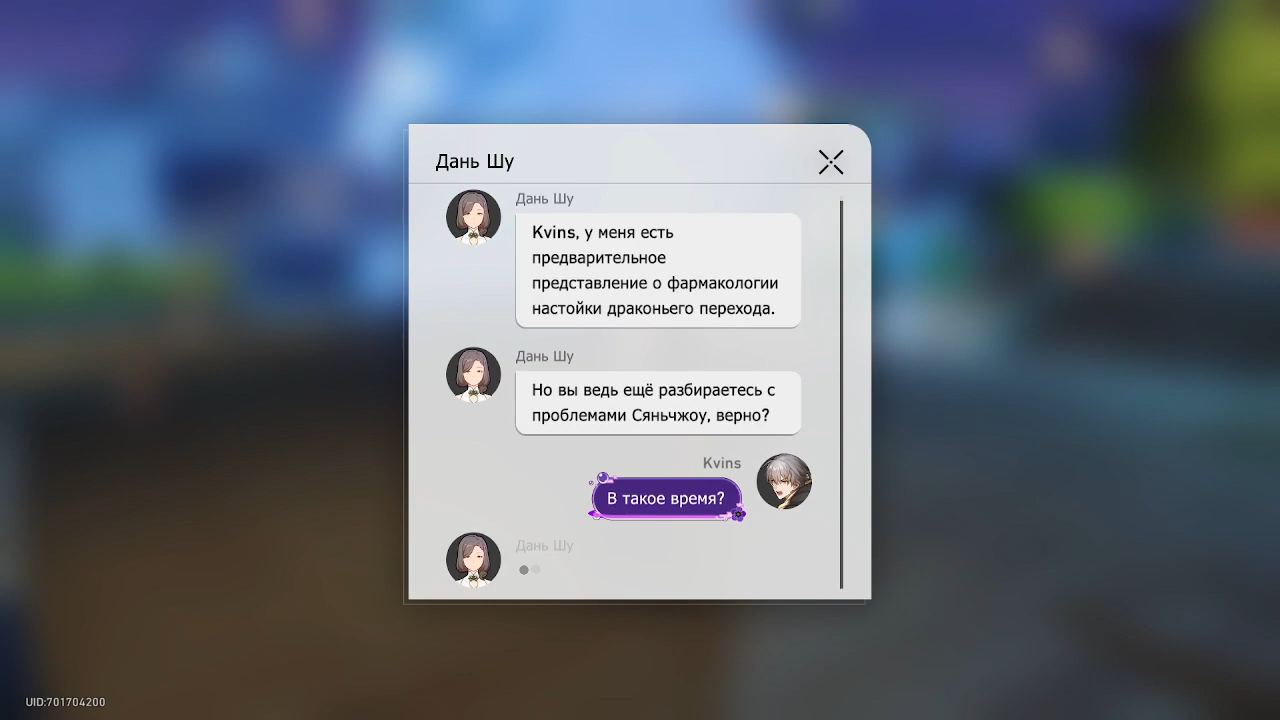 Дань Шу
Дань Шу
Kvins, у меня есть
предварительное
представление о фармакологии
настойки драконьего перехода.
Дань Шу
Но вы ведь ещё разбираетесь с
проблемами Сяньчжоу, верно?
Kvins
В такое время?
Дань Шу
UID:701704200